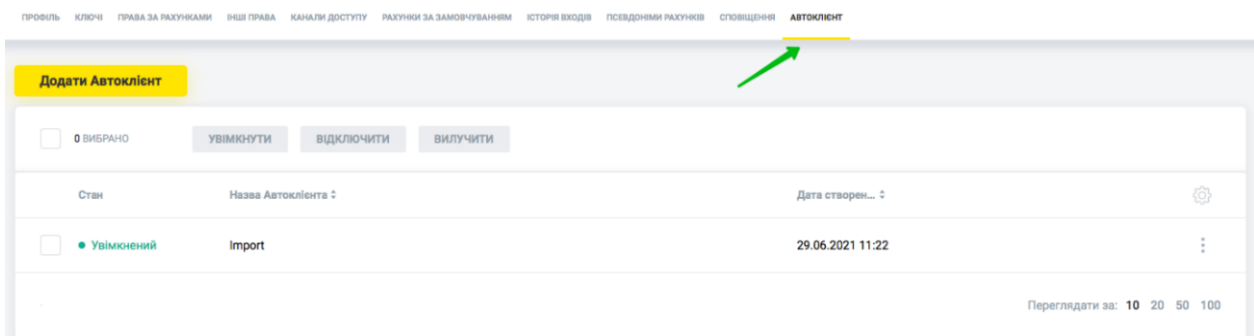 ПРОФІЛЬ КЛЮЧІ ПРАВА ЗА РАХУНКАМИ ІНШІ ПРАВА КАНАЛИ ДОСТУПУ РАХУНКИ ЗА ЗАМОВЧУВАННЯМ ІСТОРІЯ ВХОДІВ ПСЕВДОНІМИ РАХУНКІВ СПОВІЩЕННЯ АВТОКЛІЄНТ
Додати Автоклієнт
0 ВИБРАНО УВІМКНУТИ ВІДКЛЮЧИТИ ВИЛУЧИТИ
Стан Назва Автоклієнта Дата створен...
Увімкнений Import 29.06.2021 11:22
Переглядати за: 10 20 50 100